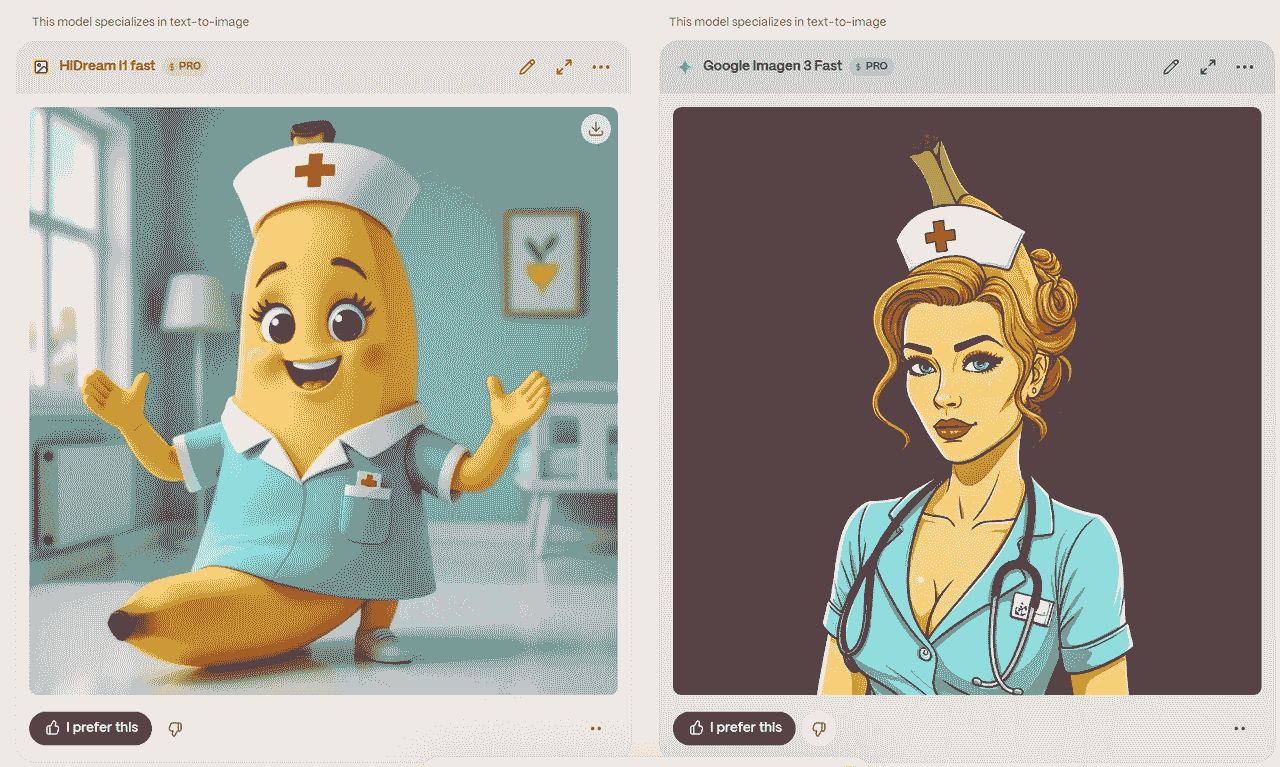 This model specializes in text-to-image
This model specializes in text-to-image
HiDream I1 fast $ PRO
Google Imagen 3 Fast $ PRO
I prefer this
I prefer this